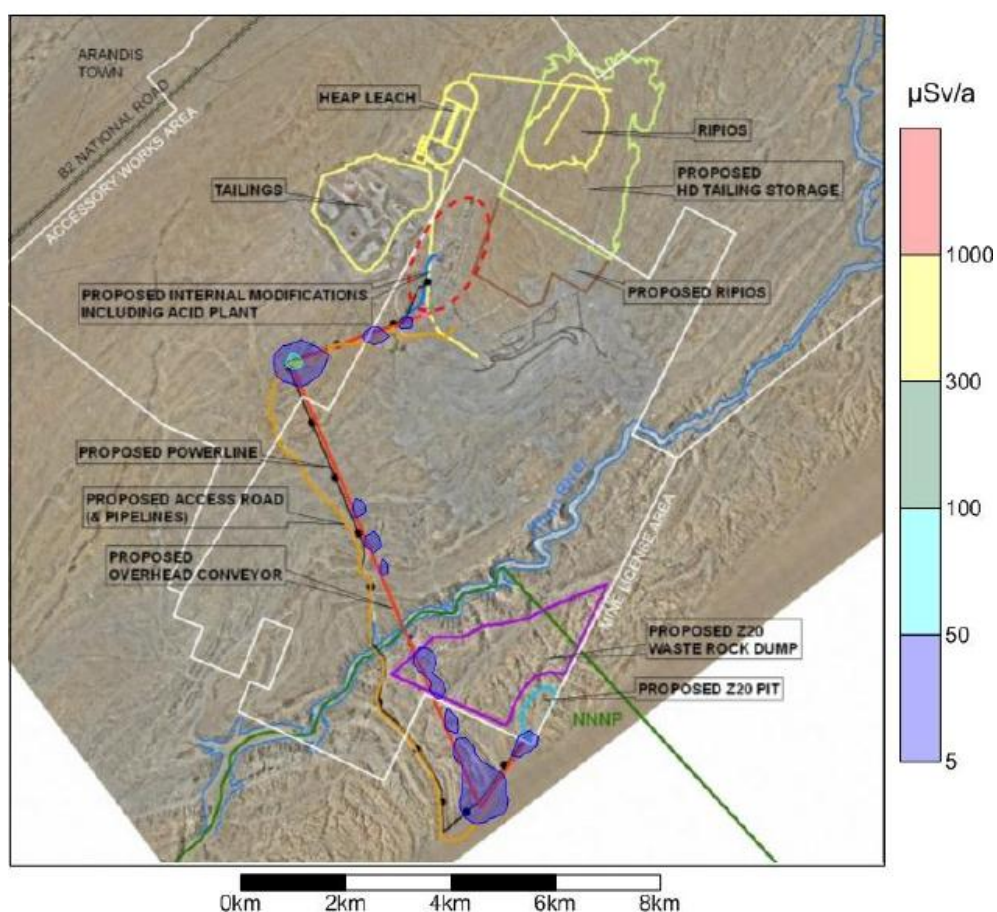 ARANDIS
TOWN
B2 NATIONAL ROAD
ACCESSORY WORKS AREA
HEAP LEACH
RIPIOS
TAILINGS
PROPOSED
HD TAILING STORAGE
PROPOSED INTERNAL MODIFICATIONS
INCLUDING ACID PLANT
PROPOSED RIPIOS
PROPOSED POWERLINE
PROPOSED ACCESS ROAD
(& PIPELINES)
PROPOSED
OVERHEAD CONVEYOR
River
MINE LICENSE AREA
PROPOSED Z20
WASTE ROCK DUMP
PROPOSED Z20 PIT
NNNP
µSv/a
1000
300
100
50
5
0km 2km 4km 6km 8km